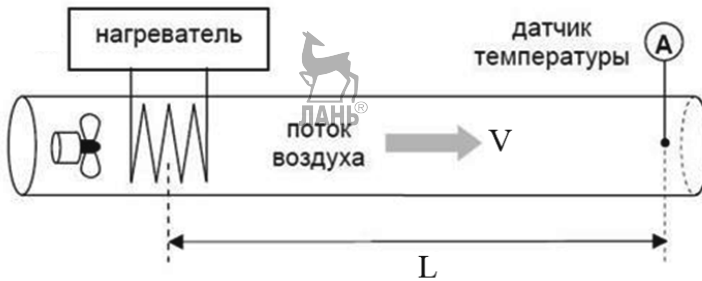 нагреватель
датчик
температуры
A
ЛАНЬ®
поток
воздуха
V
L